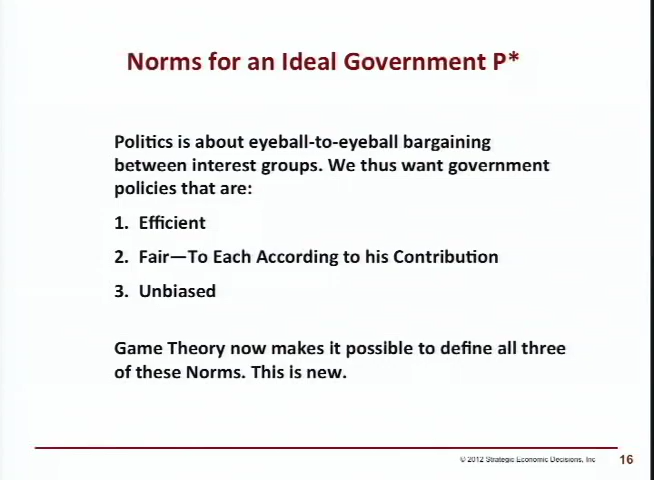 Norms for an Ideal Government P*
Politics is about eyeball-to-eyeball bargaining
between interest groups. We thus want government
policies that are:
1. Efficient
2. Fair—To Each According to his Contribution
3. Unbiased
Game Theory now makes it possible to define all three
of these Norms. This is new.
© 2012 Strategic Economic Decisions, Inc
16